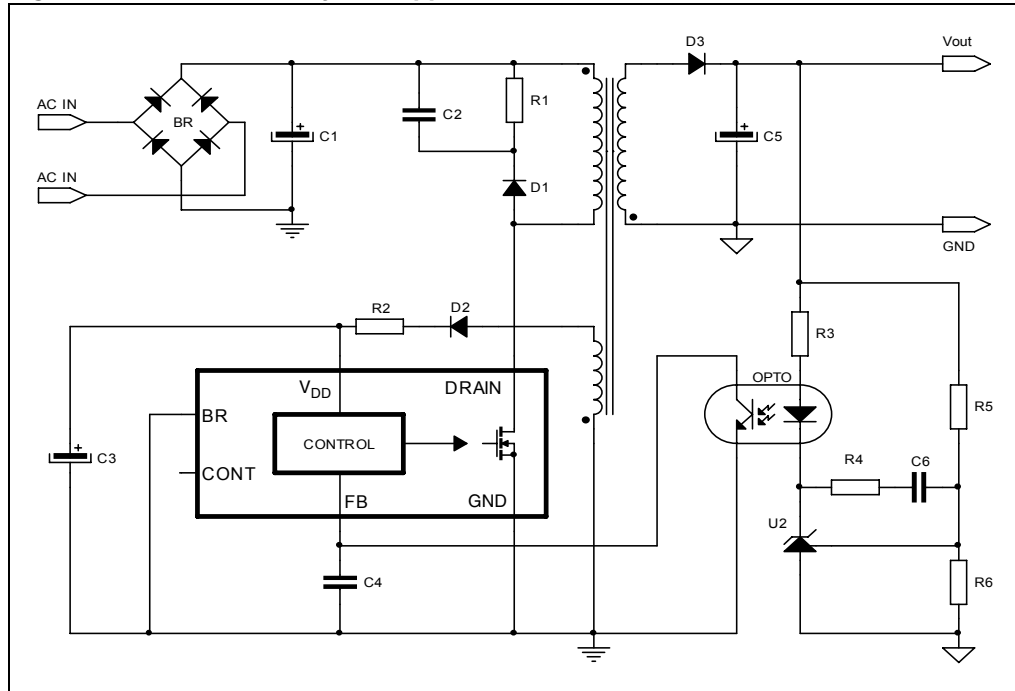 Vout
D3
AC IN
BR
C1
C2
R1
C5
AC IN
D1
GND
R2
D2
R3
VDD
DRAIN
OPTO
BR
R5
CONTROL
C3
CONT
R4
C6
FB
GND
U2
C4
R6